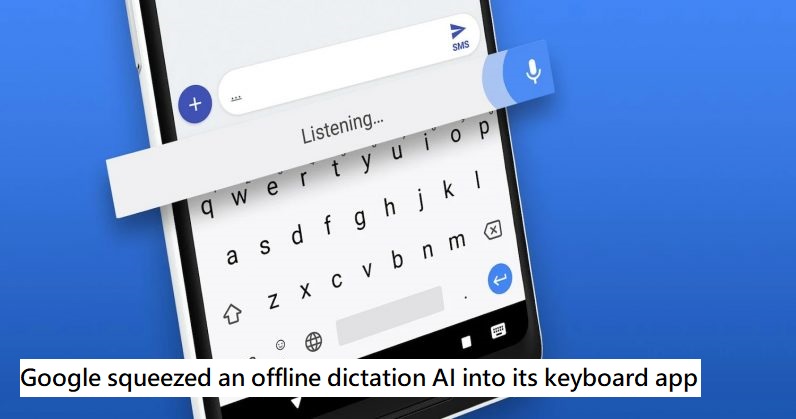 SMS
...
Listening...
q w e r t y u i o p
a s d f g h j k l
z x c v b n m
.
Google squeezed an offline dictation AI into its keyboard app